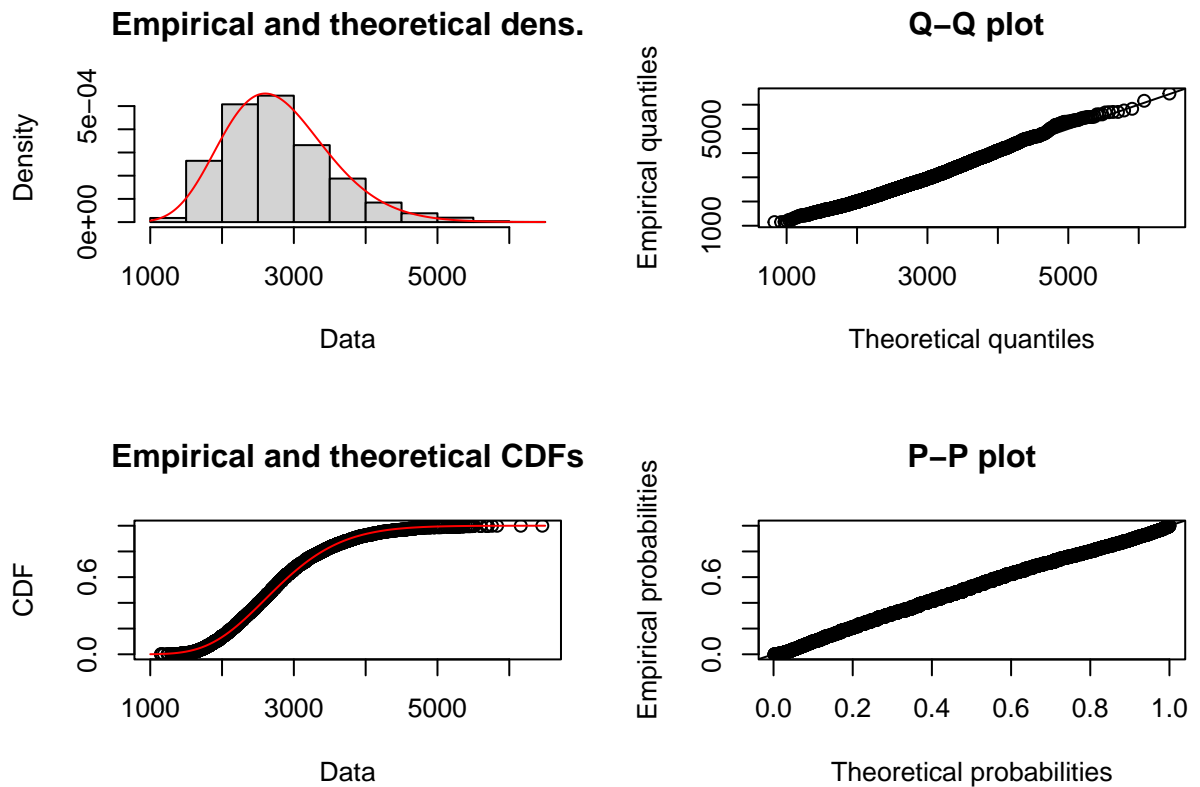 Empirical and theoretical dens.
Density
0e+00 5e−04
1000 3000 5000
Data
Q−Q plot
Empirical quantiles
1000 5000
1000 3000 5000
Theoretical quantiles
Empirical and theoretical CDFs
CDF
0.0 0.6
1000 3000 5000
Data
P−P plot
Empirical probabilities
0.0 0.6
0.0 0.2 0.4 0.6 0.8 1.0
Theoretical probabilities